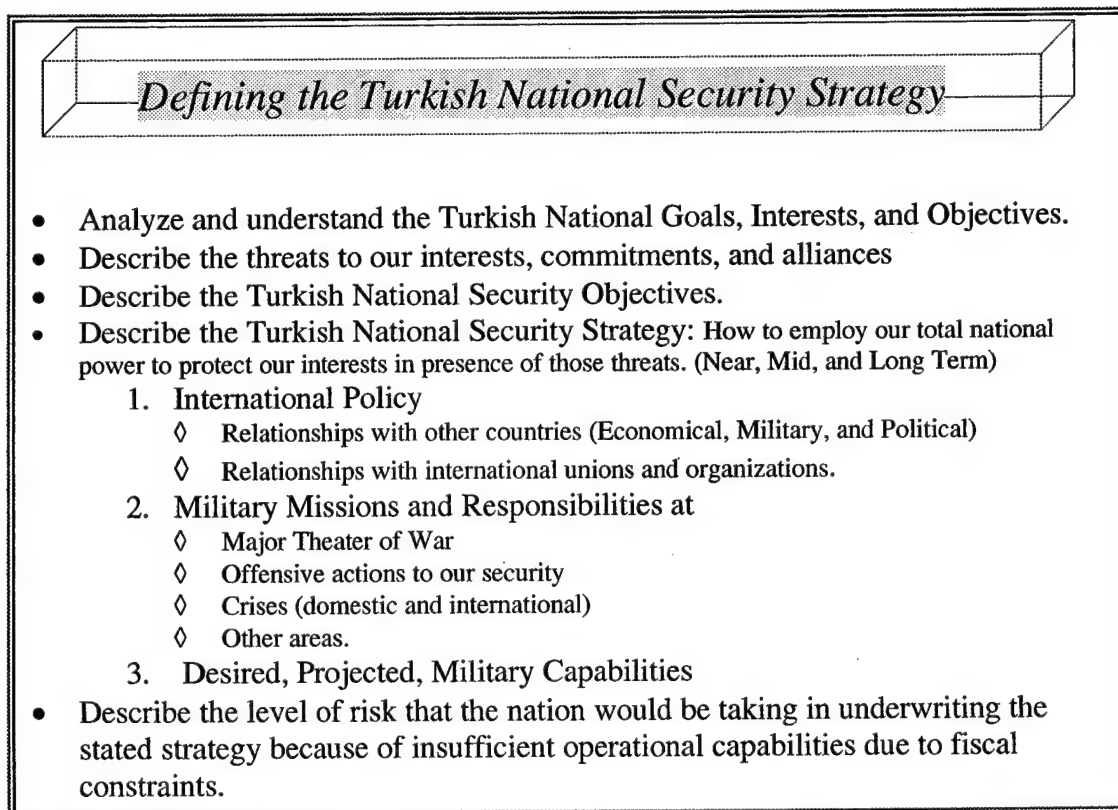 Defining the Turkish National Security Strategy
• Analyze and understand the Turkish National Goals, Interests, and Objectives.
• Describe the threats to our interests, commitments, and alliances
• Describe the Turkish National Security Objectives.
• Describe the Turkish National Security Strategy: How to employ our total national
power to protect our interests in presence of those threats. (Near, Mid, and Long Term)
1. International Policy
◊ Relationships with other countries (Economical, Military, and Political)
◊ Relationships with international unions and organizations.
2. Military Missions and Responsibilities at
◊ Major Theater of War
◊ Offensive actions to our security
◊ Crises (domestic and international)
◊ Other areas.
3. Desired, Projected, Military Capabilities
• Describe the level of risk that the nation would be taking in underwriting the
stated strategy because of insufficient operational capabilities due to fiscal
constraints.